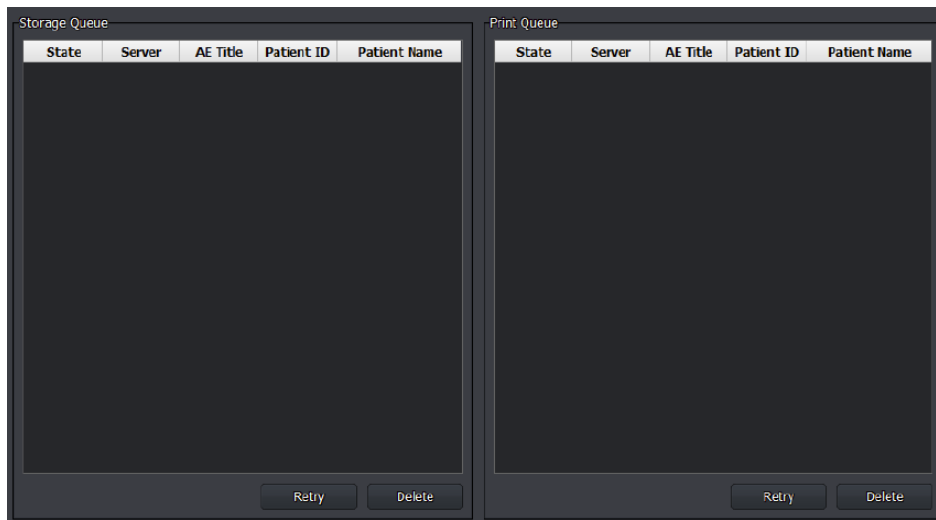 Storage Queue
State Server AE Title Patient ID Patient Name
Retry Delete
Print Queue
State Server AE Title Patient ID Patient Name
Retry Delete